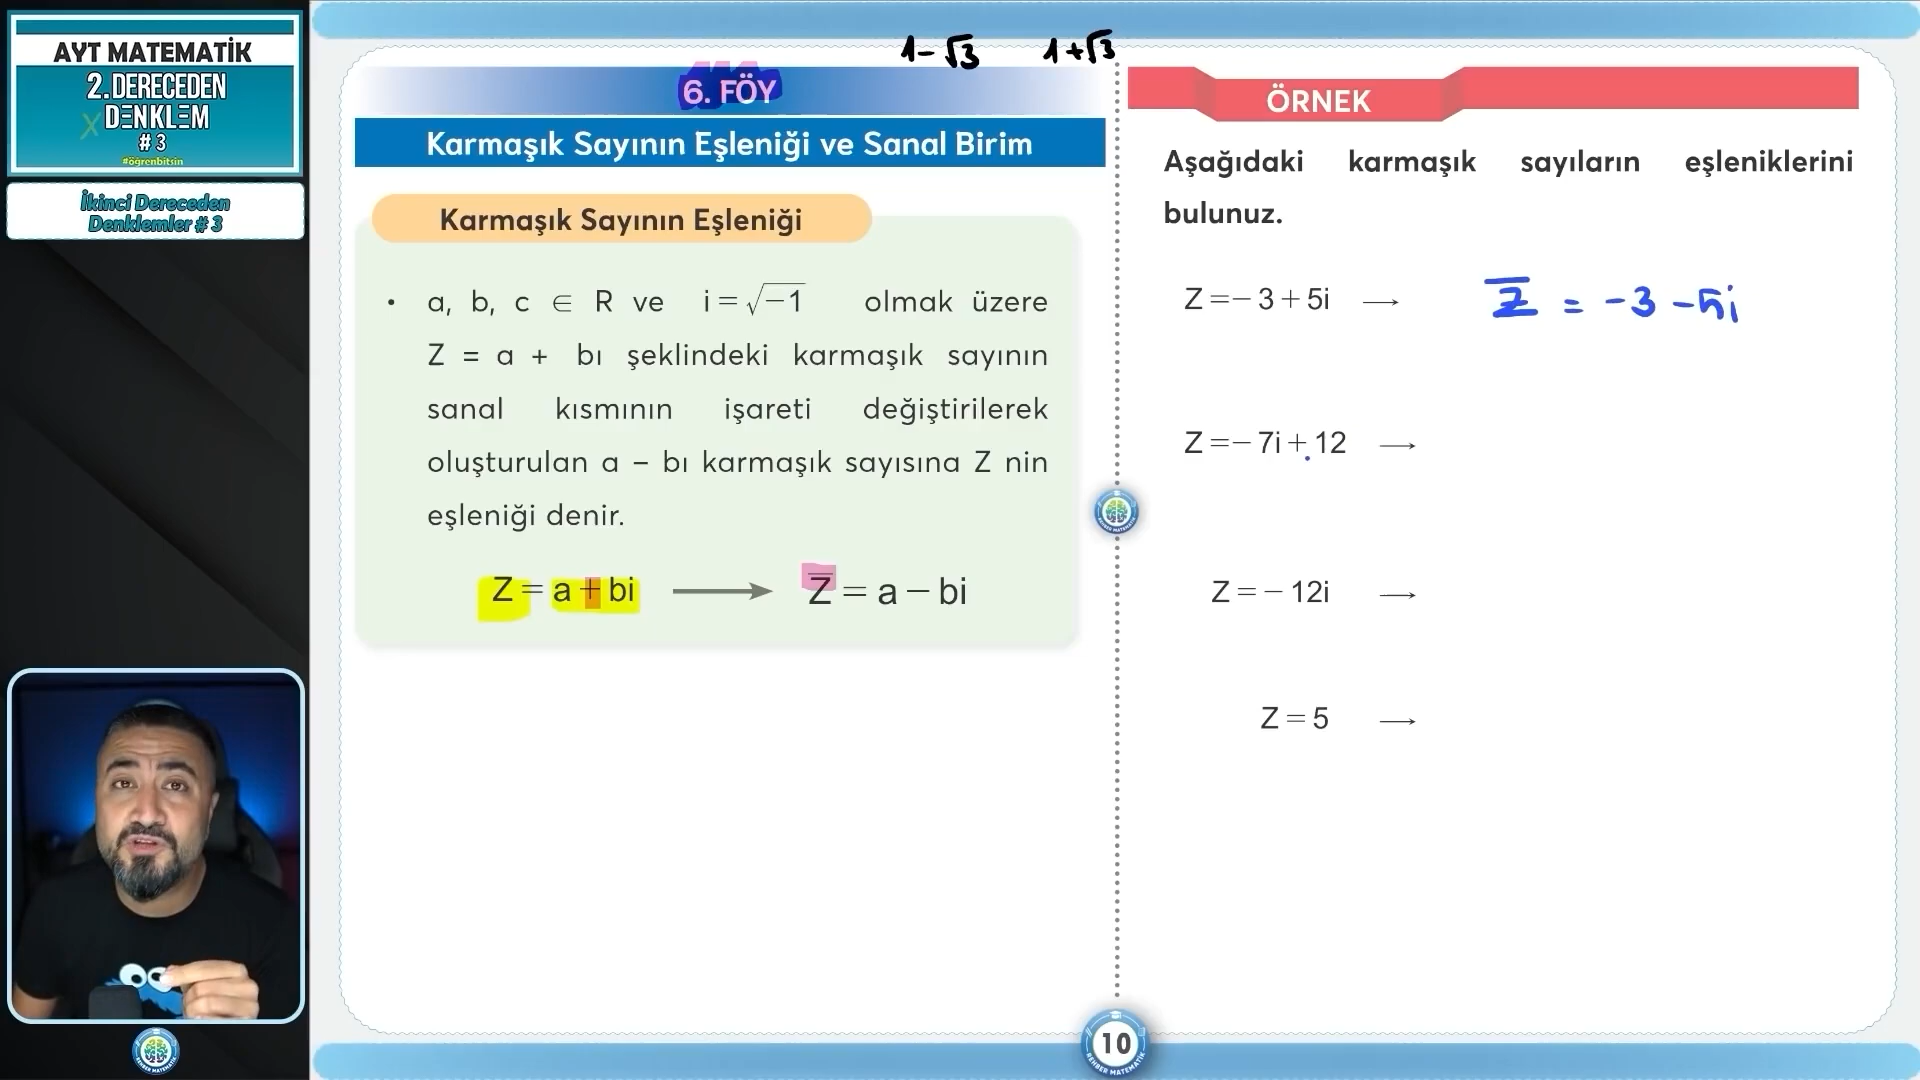 AYT MATEMATİK
2.DERECEDEN
DENKLEM
X
# 3
#öğrenbitsin
İkinci Dereceden
Denklemler # 3
1-√3 1+√3
6. FÖY
Karmaşık Sayının Eşleniği ve Sanal Birim
Karmaşık Sayının Eşleniği
• a, b, c ∈ R ve i = √−1 olmak üzere
Z = a + bı şeklindeki karmaşık sayının
sanal kısmının işareti değiştirilerek
oluşturulan a – bı karmaşık sayısına Z nin
eşleniği denir.
Z = a + bi ⟶ Z̅ = a − bi
ÖRNEK
Aşağıdaki karmaşık sayıların eşleniklerini
bulunuz.
Z =− 3 + 5i ⟶ Z̅ = -3 -5i
Z =− 7i + 12 ⟶
Z = − 12i ⟶
Z = 5 ⟶
10
REHBER MATEMATİK